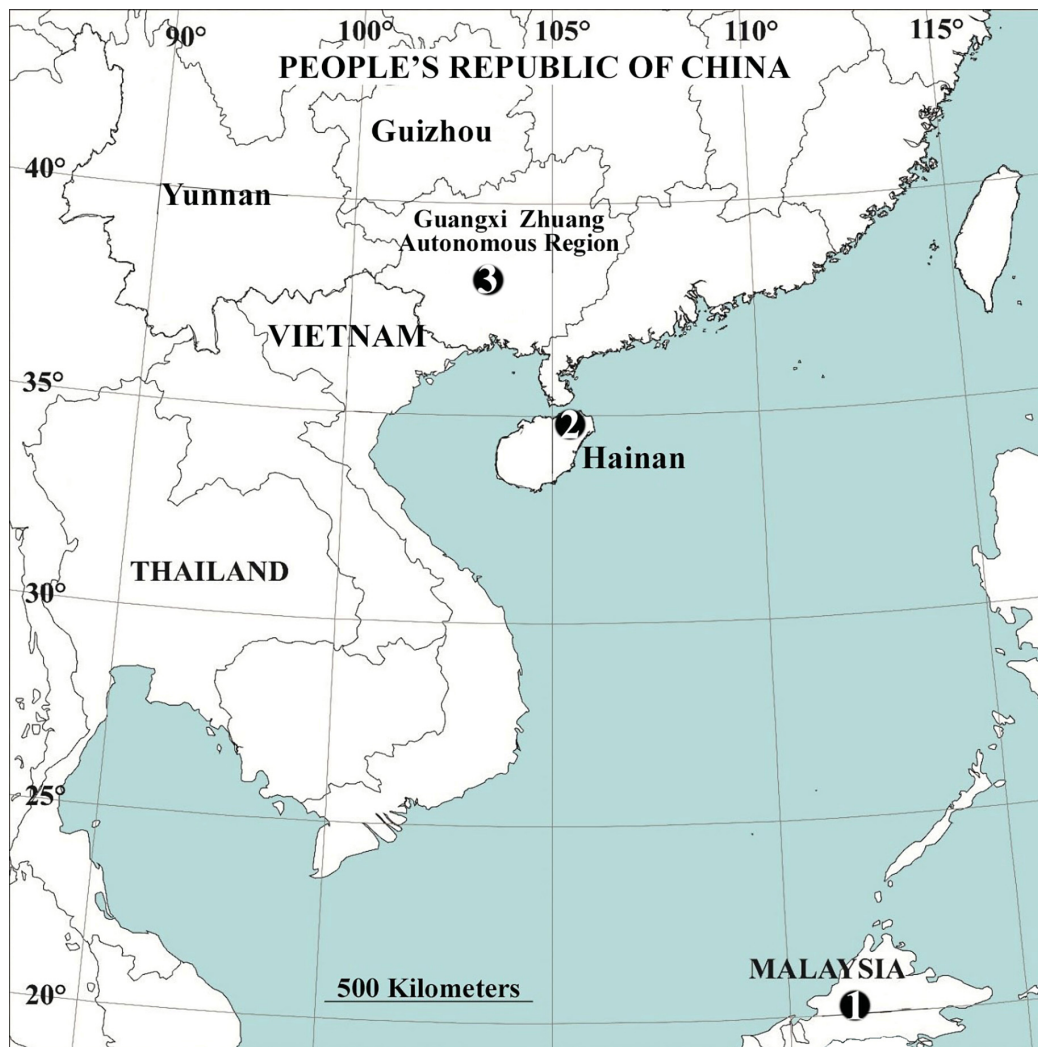 90°
100°
105°
110°
115°
PEOPLE'S REPUBLIC OF CHINA
Guizhou
40°
Yunnan
Guangxi Zhuang
Autonomous Region
3
VIETNAM
35°
2
Hainan
THAILAND
30°
25°
MALAYSIA
500 Kilometers
20°
1